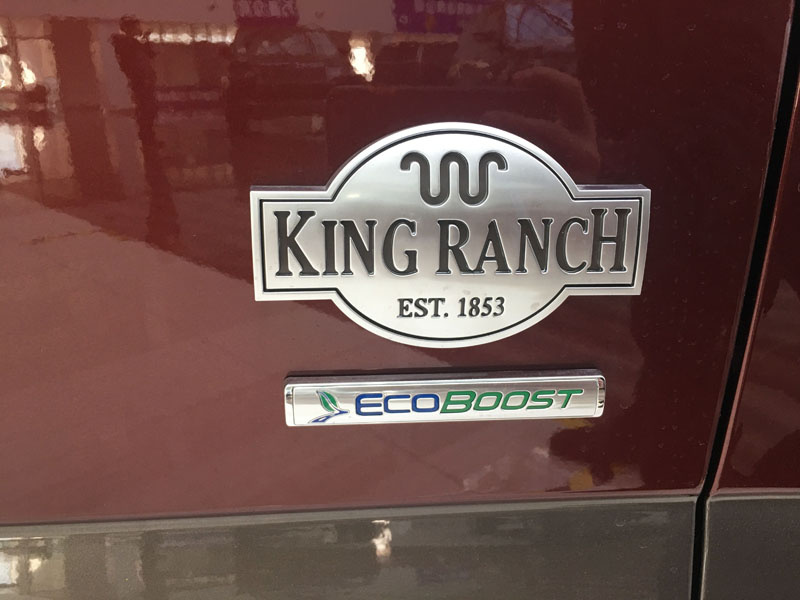 KING RANCH
EST. 1853
ECOBOOST